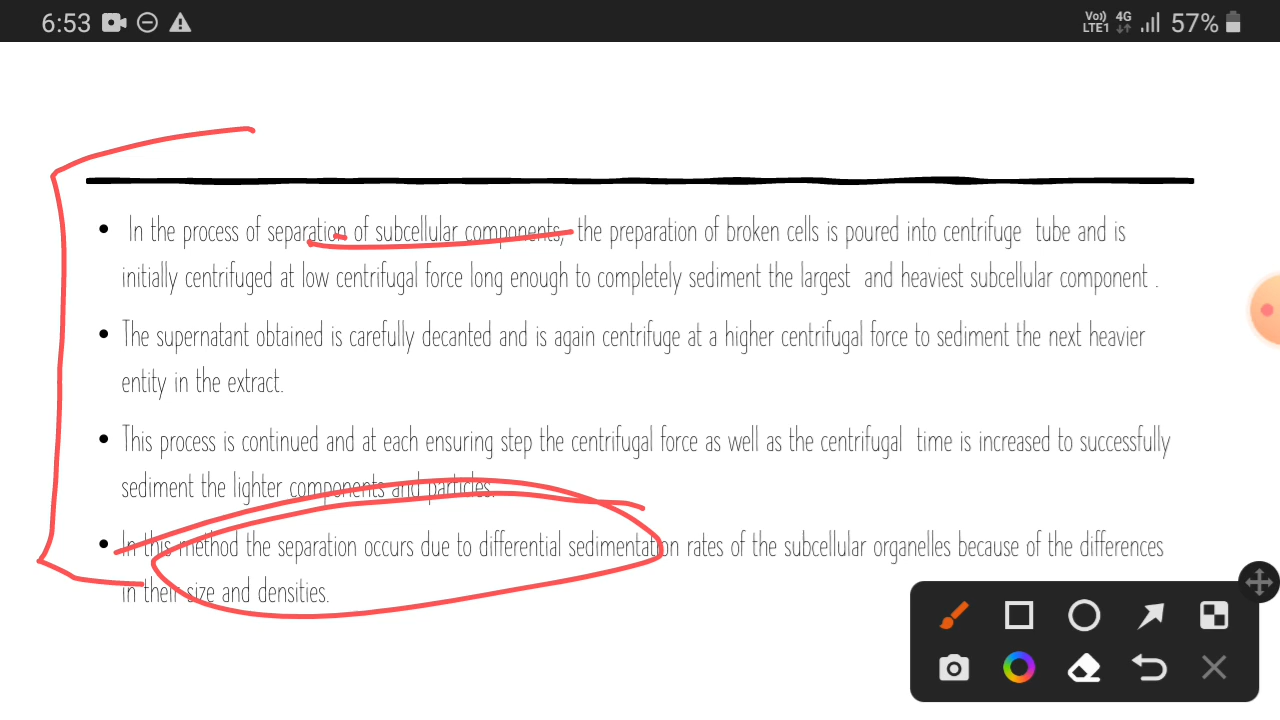 6:53 Vo)) LTE1 4G 57%
• In the process of separation of subcellular components, the preparation of broken cells is poured into centrifuge tube and is
initially centrifuged at low centrifugal force long enough to completely sediment the largest and heaviest subcellular component .
• The supernatant obtained is carefully decanted and is again centrifuge at a higher centrifugal force to sediment the next heavier
entity in the extract.
• This process is continued and at each ensuring step the centrifugal force as well as the centrifugal time is increased to successfully
sediment the lighter components and particles.
• In this method the separation occurs due to differential sedimentation rates of the subcellular organelles because of the differences
in their size and densities.